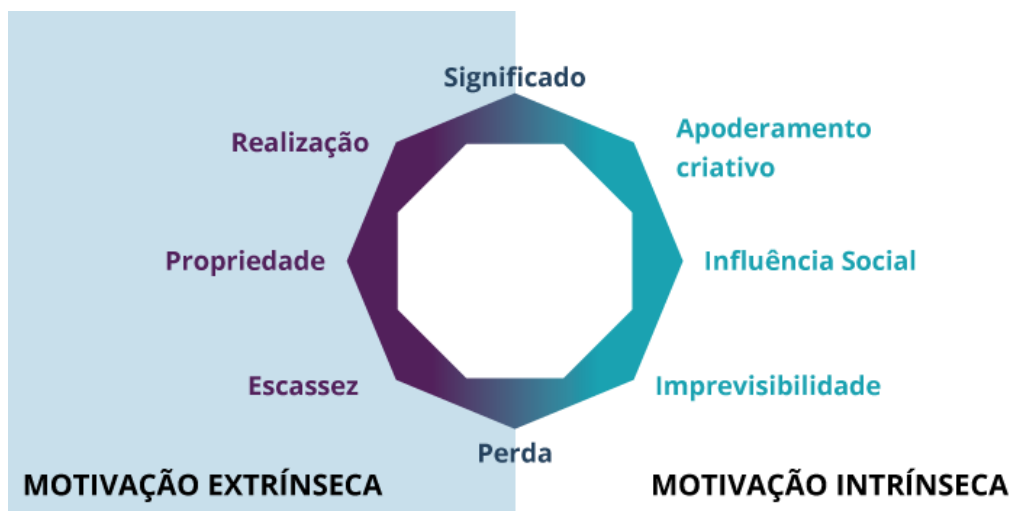 Significado
Realização
Apoderamento
criativo
Propriedade
Influência Social
Escassez
Imprevisibilidade
Perda
MOTIVAÇÃO EXTRÍNSECA
MOTIVAÇÃO INTRÍNSECA